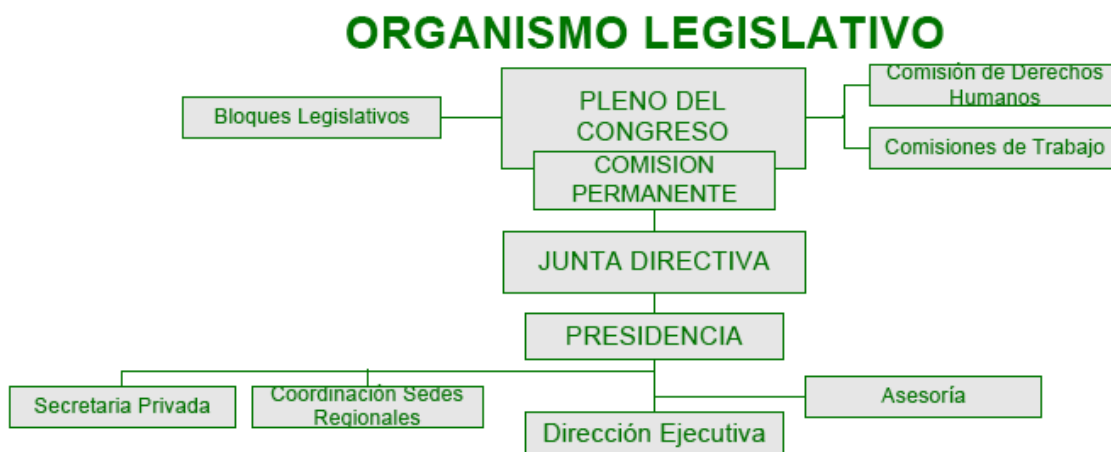 ORGANISMO LEGISLATIVO
Bloques Legislativos
PLENO DEL
CONGRESO
Comisión de Derechos
Humanos
Comisiones de Trabajo
COMISION
PERMANENTE
JUNTA DIRECTIVA
PRESIDENCIA
Secretaria Privada
Coordinación Sedes
Regionales
Asesoría
Dirección Ejecutiva